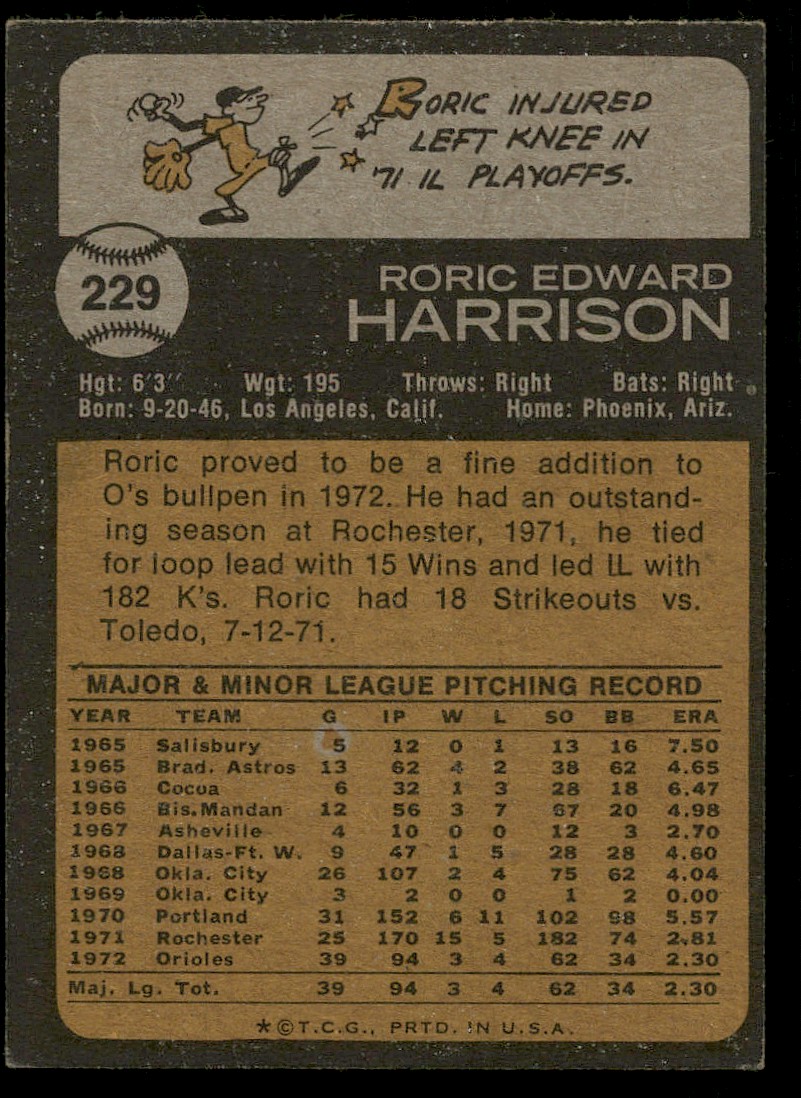 RORIC INJURED
LEFT KNEE IN
'71 IL PLAYOFFS.
229
RORIC EDWARD
HARRISON
Hgt: 6'3" Wgt: 195 Throws: Right Bats: Right
Born: 9-20-46, Los Angeles, Calif. Home: Phoenix, Ariz.
Roric proved to be a fine addition to
O's bullpen in 1972. He had an outstand-
ing season at Rochester, 1971, he tied
for loop lead with 15 Wins and led IL with
182 K's. Roric had 18 Strikeouts vs.
Toledo, 7-12-71.
MAJOR & MINOR LEAGUE PITCHING RECORD
YEAR TEAM G IP W L SO BB ERA
1965 Salisbury 5 12 0 1 13 16 7.50
1965 Brad. Astros 13 62 4 2 38 62 4.65
1966 Cocoa 6 32 1 3 28 18 6.47
1966 Bis.Mandan 12 56 3 7 67 20 4.98
1967 Asheville 4 10 0 0 12 3 2.70
1968 Dallas-Ft. W. 9 47 1 5 28 28 4.60
1968 Okla. City 26 107 2 4 75 62 4.04
1969 Okla. City 3 2 0 0 1 2 0.00
1970 Portland 31 152 6 11 102 98 5.57
1971 Rochester 25 170 15 5 182 74 2.81
1972 Orioles 39 94 3 4 62 34 2.30
Maj. Lg. Tot. 39 94 3 4 62 34 2.30
*©T.C.G., PRTD. IN U.S.A.